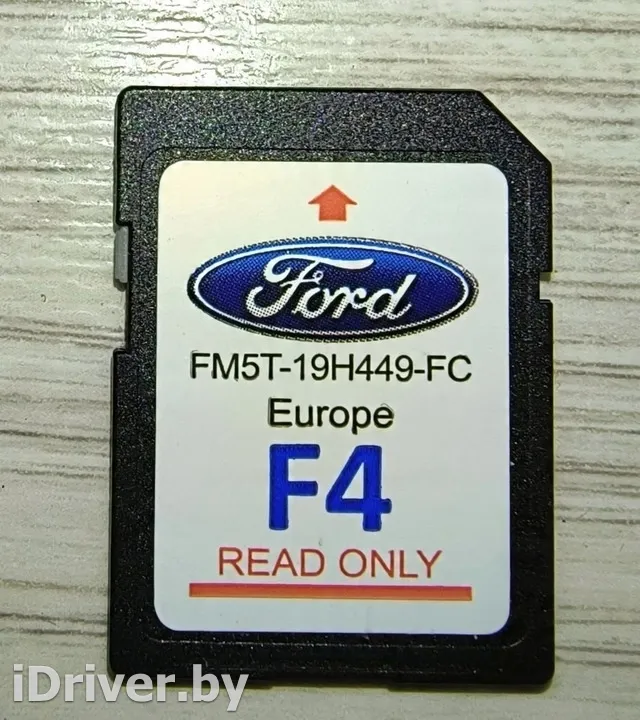 Ford
FM5T-19H449-FC
Europe
F4
READ ONLY
iDriver.by